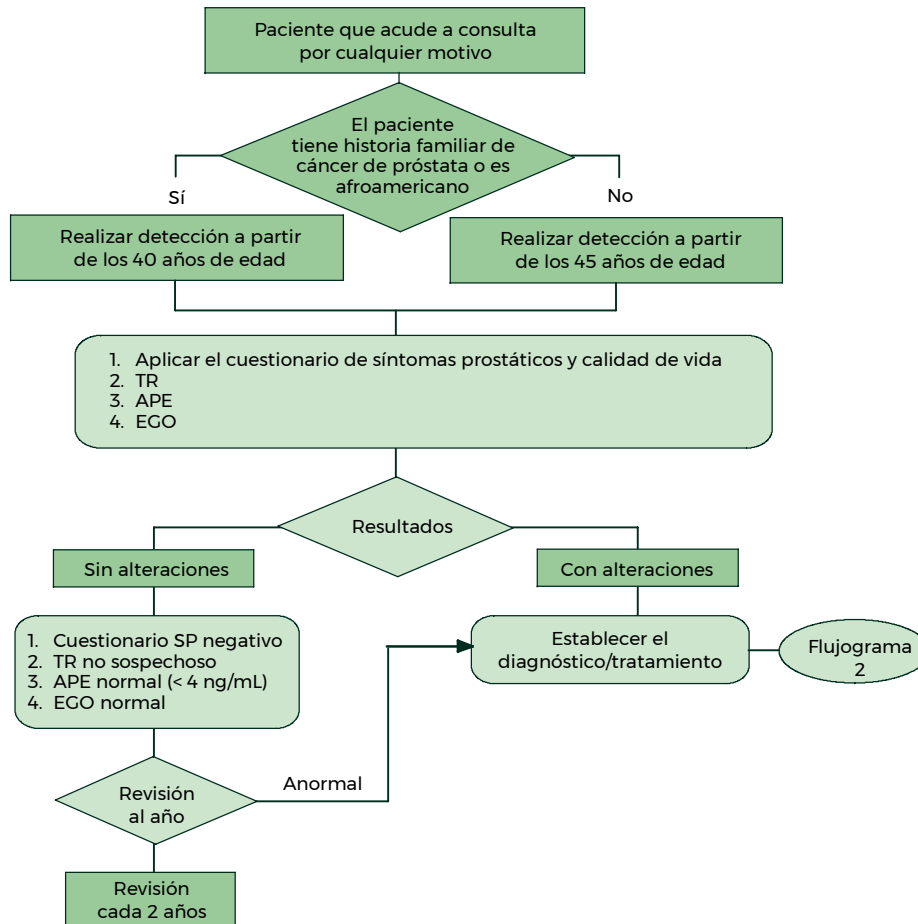 Paciente que acude a consulta
por cualquier motivo
El paciente
tiene historia familiar de
cáncer de próstata o es
afroamericano
Sí
No
Realizar detección a partir
de los 40 años de edad
Realizar detección a partir
de los 45 años de edad
1. Aplicar el cuestionario de síntomas prostáticos y calidad de vida
2. TR
3. APE
4. EGO
Resultados
Sin alteraciones
Con alteraciones
1. Cuestionario SP negativo
2. TR no sospechoso
3. APE normal (< 4 ng/mL)
4. EGO normal
Establecer el
diagnóstico/tratamiento
Flujograma
2
Revisión
al año
Anormal
Revisión
cada 2 años